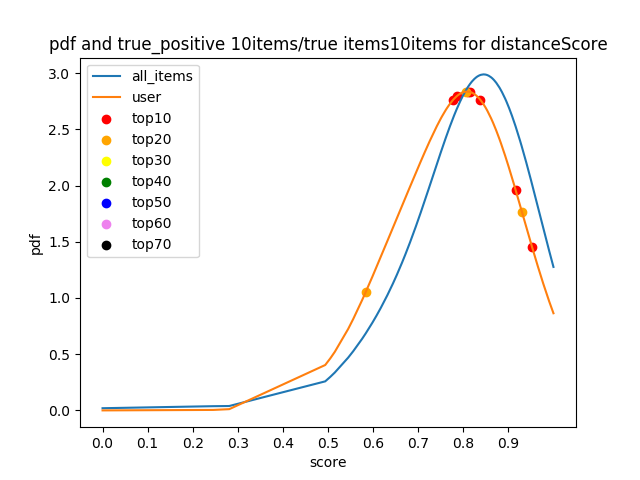 pdf and true_positive 10items/true items10items for distanceScore
3.0
2.5
2.0
1.5
1.0
0.5
0.0
pdf
all_items
user
top10
top20
top30
top40
top50
top60
top70
0.0 0.1 0.2 0.3 0.4 0.5 0.6 0.7 0.8 0.9
score